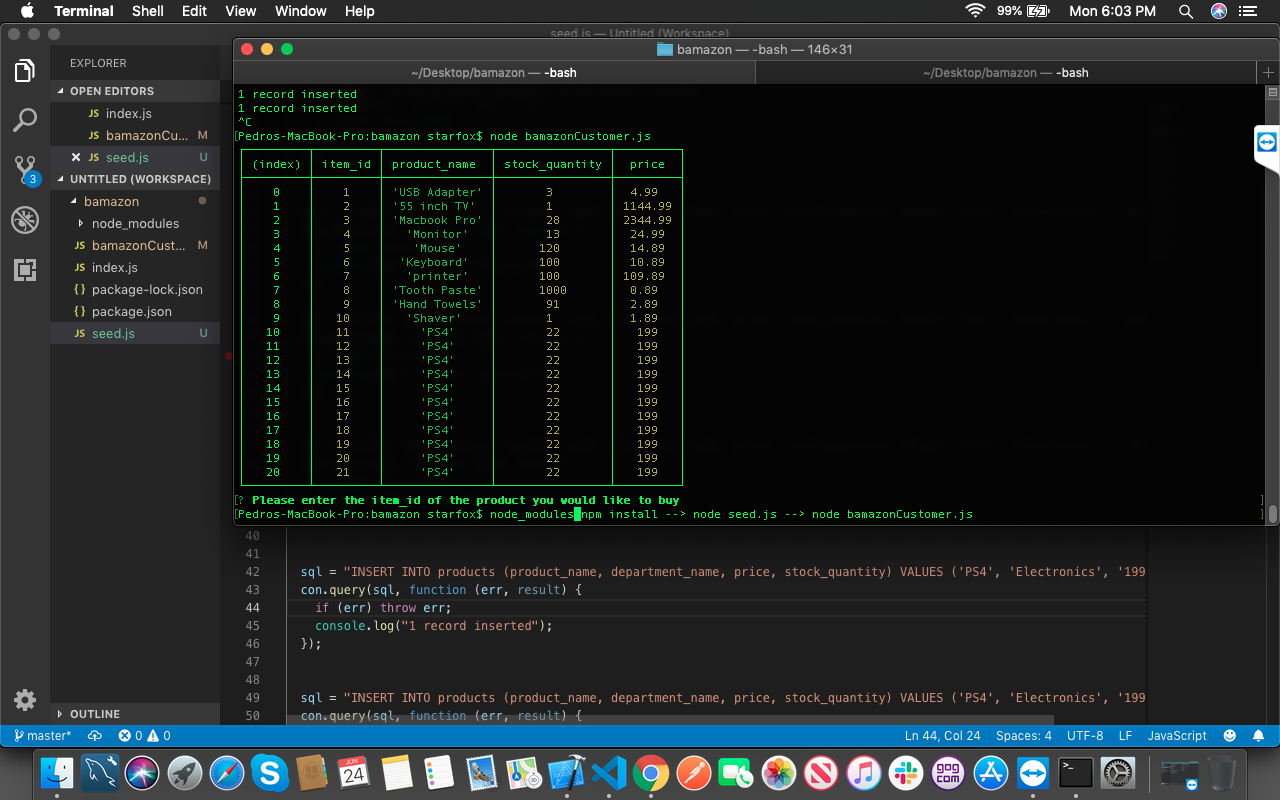 Terminal Shell Edit View Window Help 99% Mon 6:03 PM
seed.js — Untitled (Workspace)
bamazon — -bash — 146×31
~/Desktop/bamazon — -bash ~/Desktop/bamazon — -bash
EXPLORER
OPEN EDITORS
JS index.js
JS bamazonCu... M
JS seed.js U
UNTITLED (WORKSPACE)
bamazon
node_modules
JS bamazonCust... M
JS index.js
{ } package-lock.json
{ } package.json
JS seed.js U
3
OUTLINE
1 record inserted
1 record inserted
^C
[Pedros-MacBook-Pro:bamazon starfox$ node bamazonCustomer.js
(index) item_id product_name stock_quantity price
0 1 'USB Adapter' 3 4.99
1 2 '55 inch TV' 1 1144.99
2 3 'Macbook Pro' 28 2344.99
3 4 'Monitor' 13 24.99
4 5 'Mouse' 120 14.89
5 6 'Keyboard' 100 10.89
6 7 'printer' 100 109.89
7 8 'Tooth Paste' 1000 0.89
8 9 'Hand Towels' 91 2.89
9 10 'Shaver' 1 1.89
10 11 'PS4' 22 199
11 12 'PS4' 22 199
12 13 'PS4' 22 199
13 14 'PS4' 22 199
14 15 'PS4' 22 199
15 16 'PS4' 22 199
16 17 'PS4' 22 199
17 18 'PS4' 22 199
18 19 'PS4' 22 199
19 20 'PS4' 22 199
20 21 'PS4' 22 199
[? Please enter the item_id of the product you would like to buy ]
[Pedros-MacBook-Pro:bamazon starfox$ node_modules npm install --> node seed.js --> node bamazonCustomer.js ]
40
41
42 sql = "INSERT INTO products (product_name, department_name, price, stock_quantity) VALUES ('PS4', 'Electronics', '199
43 con.query(sql, function (err, result) {
44 if (err) throw err;
45 console.log("1 record inserted");
46 });
47
48
49 sql = "INSERT INTO products (product_name, department_name, price, stock_quantity) VALUES ('PS4', 'Electronics', '199
50 con.query(sql, function (err, result) {
master* 0 0 Ln 44, Col 24 Spaces: 4 UTF-8 LF JavaScript
JUN
24
GOG
COM